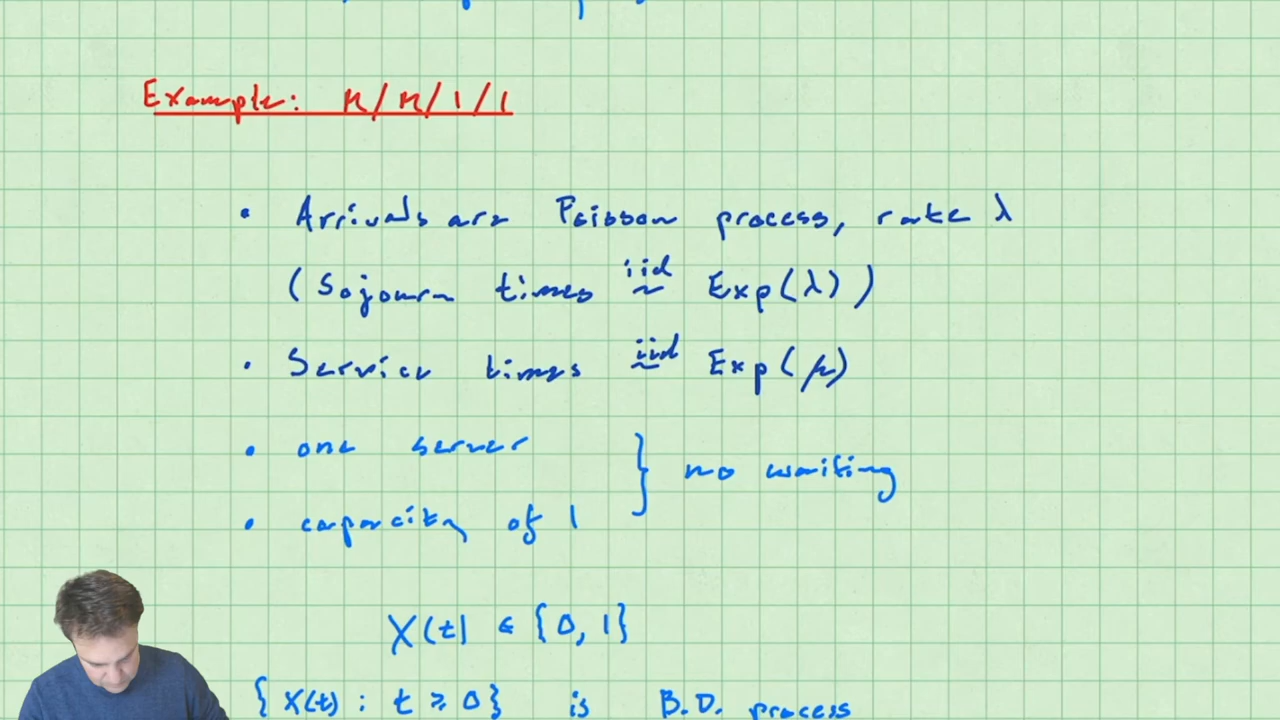 Example: M/M/1/1
• Arrivals are Poisson process, rate λ
(Sojourn times iid ~ Exp(λ))
• Service times iid ~ Exp(μ)
• one server
• capacity of 1
} no waiting
X(t) ∈ {0, 1}
{X(t) : t ≥ 0} is B.D. process